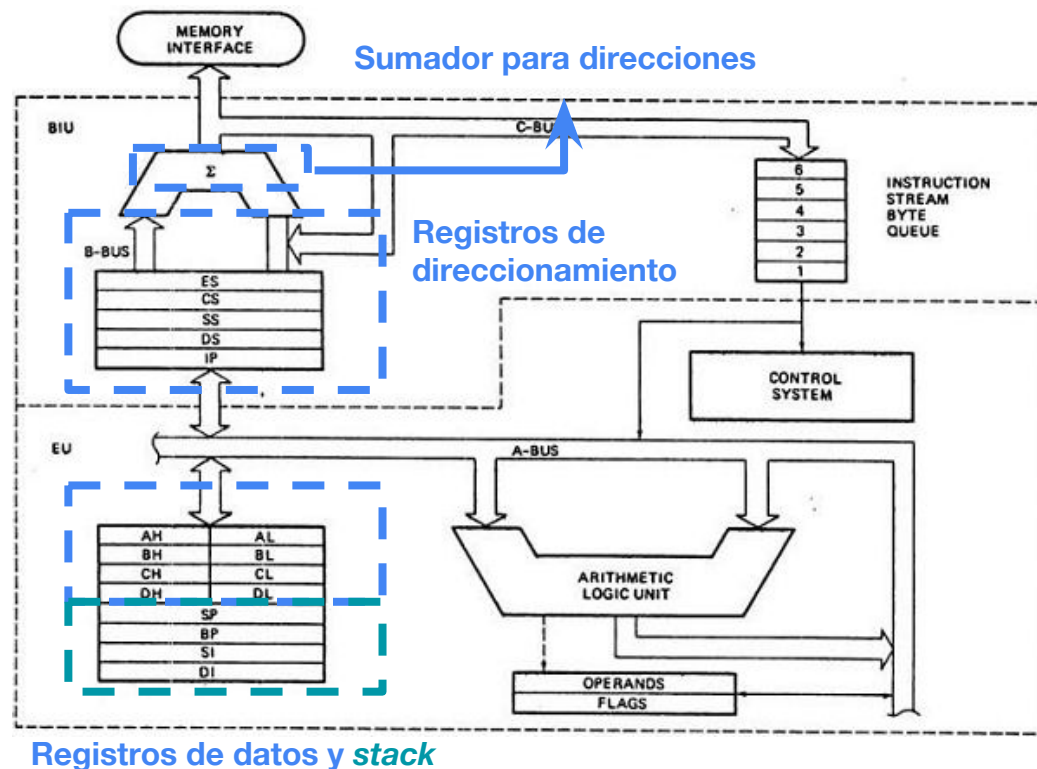 MEMORY
INTERFACE
Sumador para direcciones
BIU
C-BUS
Σ
6
5
4
3
2
1
INSTRUCTION
STREAM
BYTE
QUEUE
B-BUS
Registros de
direccionamiento
ES
CS
SS
DS
IP
CONTROL
SYSTEM
EU
A-BUS
AH AL
BH BL
CH CL
DH DL
SP
BP
SI
DI
ARITHMETIC
LOGIC UNIT
OPERANDS
FLAGS
Registros de datos y stack